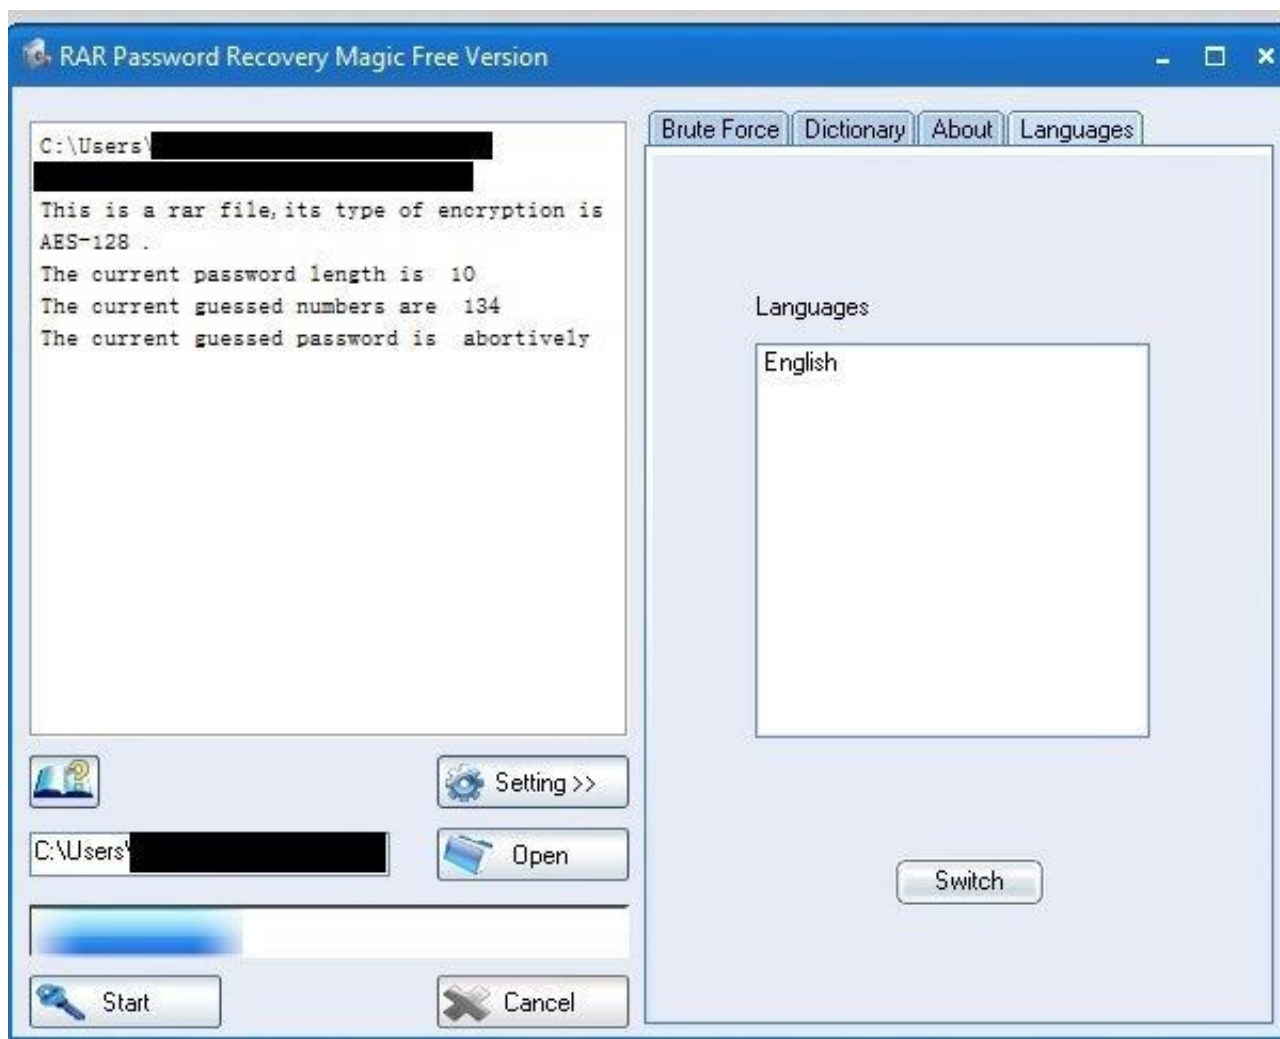 RAR Password Recovery Magic Free Version
C:\Users\
This is a rar file,its type of encryption is
AES-128 .
The current password length is 10
The current guessed numbers are 134
The current guessed password is abortively
Setting >>
C:\Users\
Open
Start
Cancel
Brute Force Dictionary About Languages
Languages
English
Switch